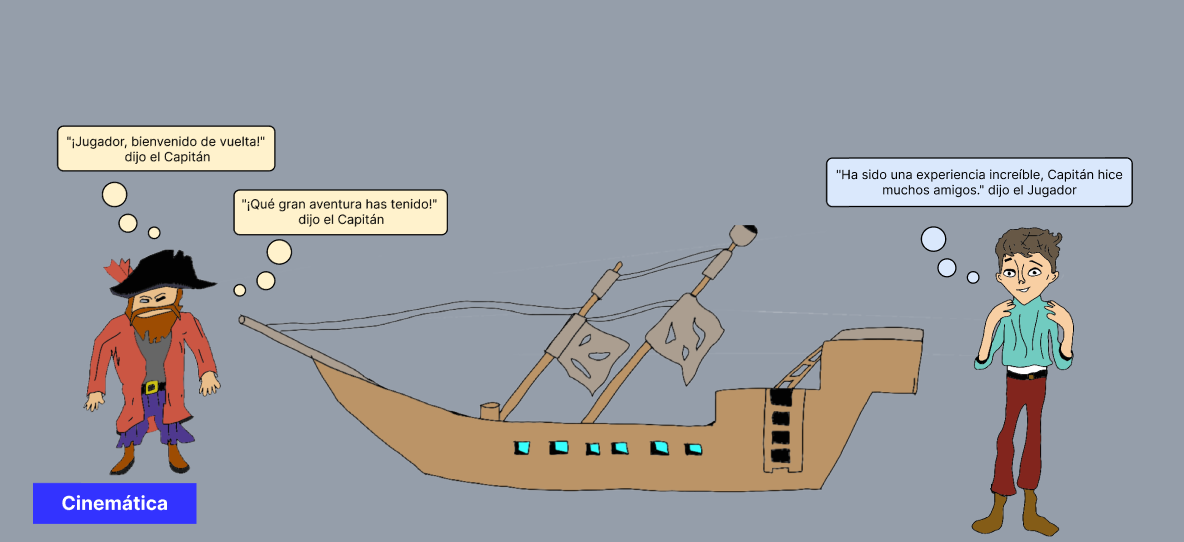 "¡Jugador, bienvenido de vuelta!"
dijo el Capitán
"¡Qué gran aventura has tenido!"
dijo el Capitán
"Ha sido una experiencia increíble, Capitán hice
muchos amigos." dijo el Jugador
Cinemática